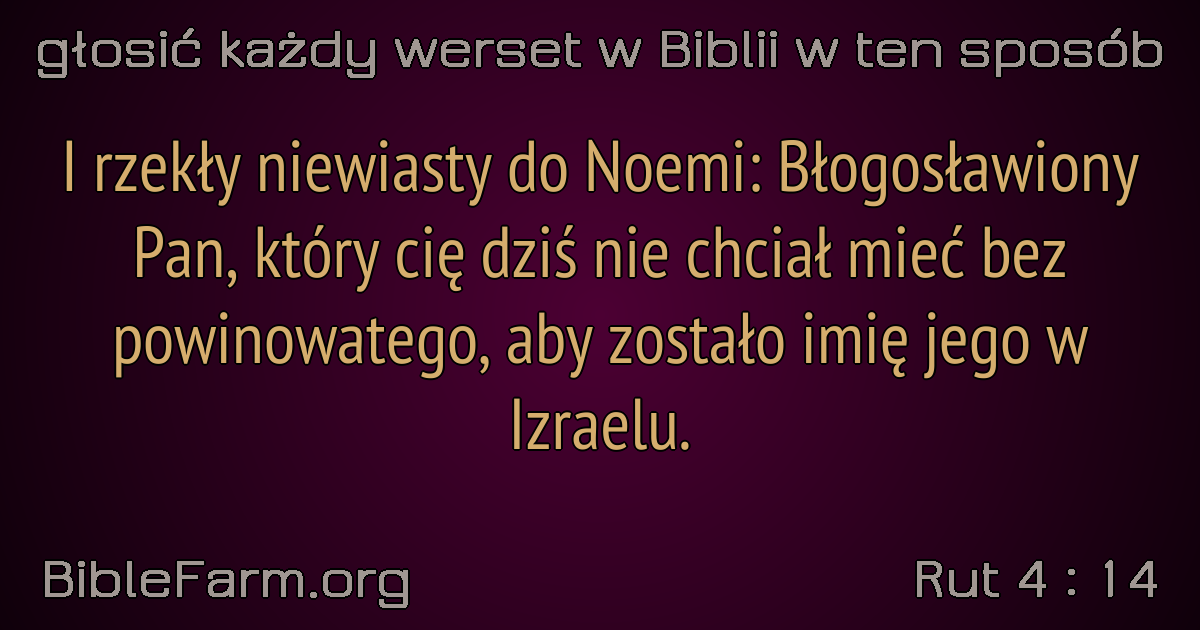 głosić każdy werset w Biblii w ten sposób
I rzekły niewiasty do Noemi: Błogosławiony
Pan, który cię dziś nie chciał mieć bez
powinowatego, aby zostało imię jego w
Izraelu.
BibleFarm.org
Rut 4 : 14